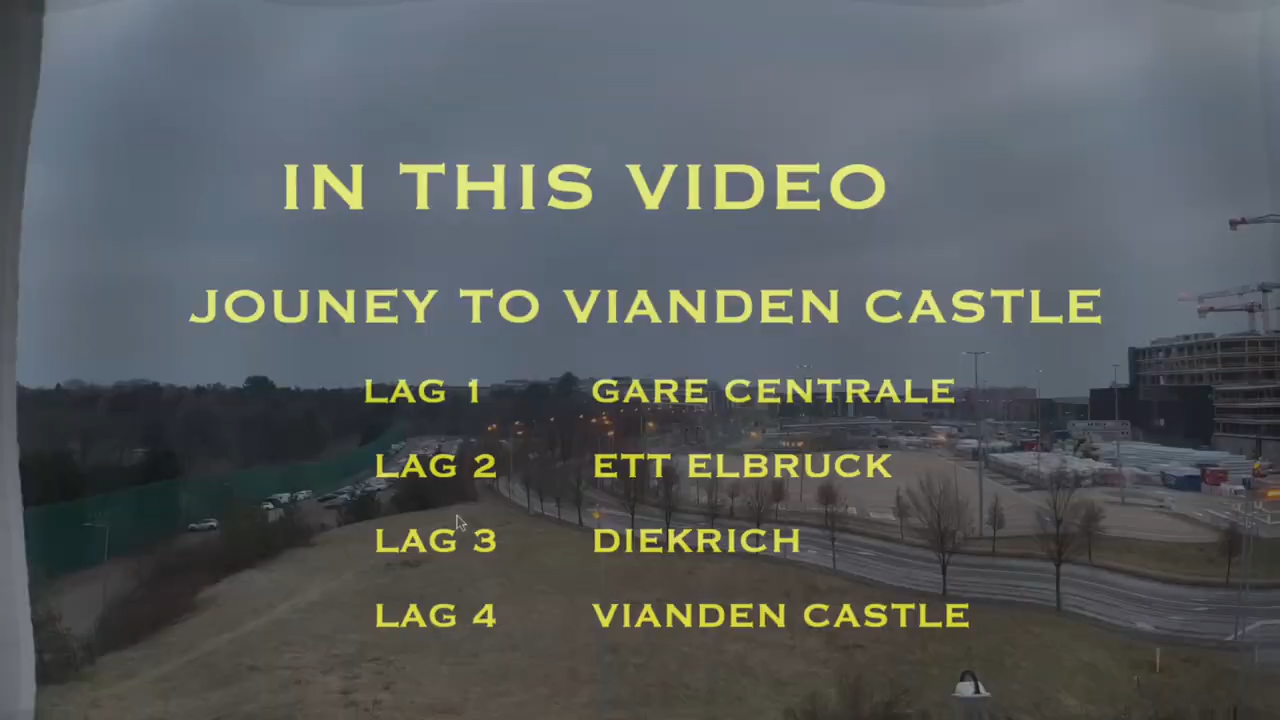 IN THIS VIDEO
JOUNEY TO VIANDEN CASTLE
LAG 1 GARE CENTRALE
LAG 2 ETT ELBRUCK
LAG 3 DIEKRICH
LAG 4 VIANDEN CASTLE